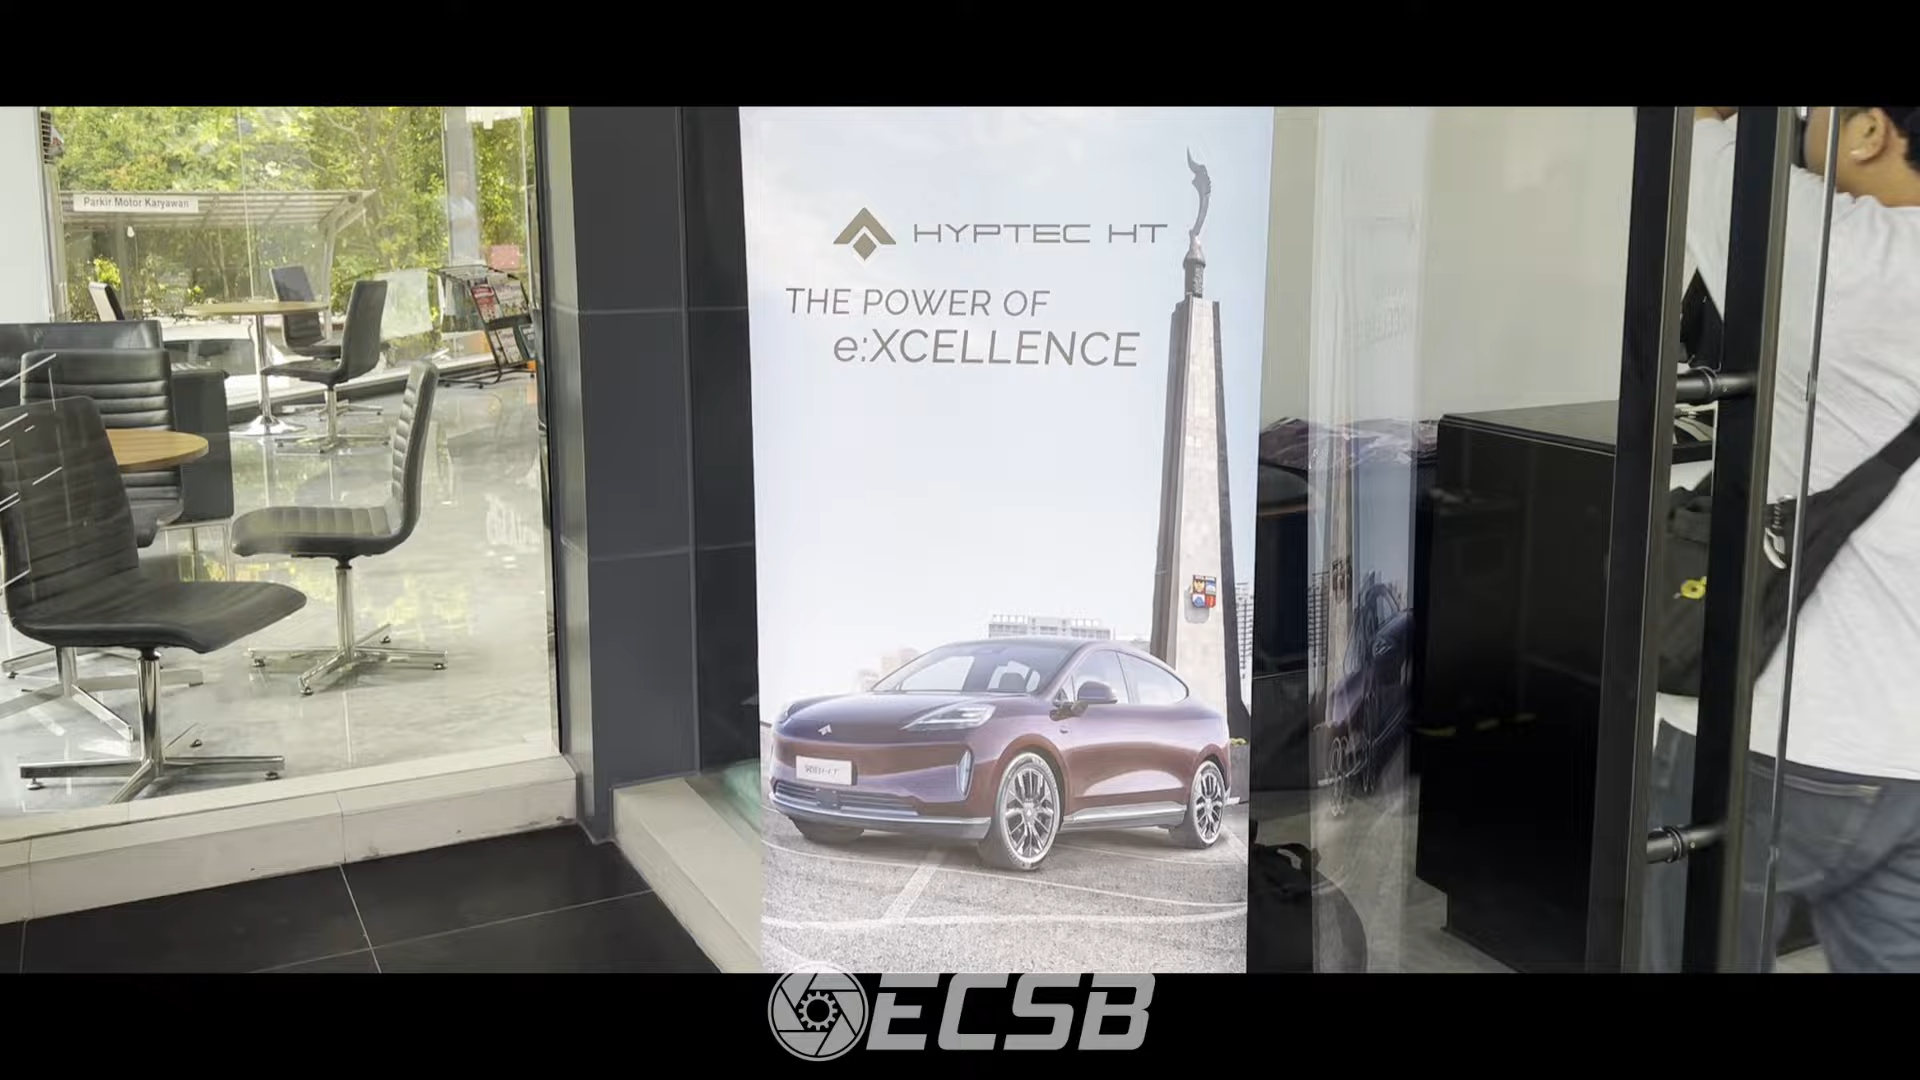 Parkir Motor Karyawan
HYPTEC HT
THE POWER OF
e:XCELLENCE
ECSB